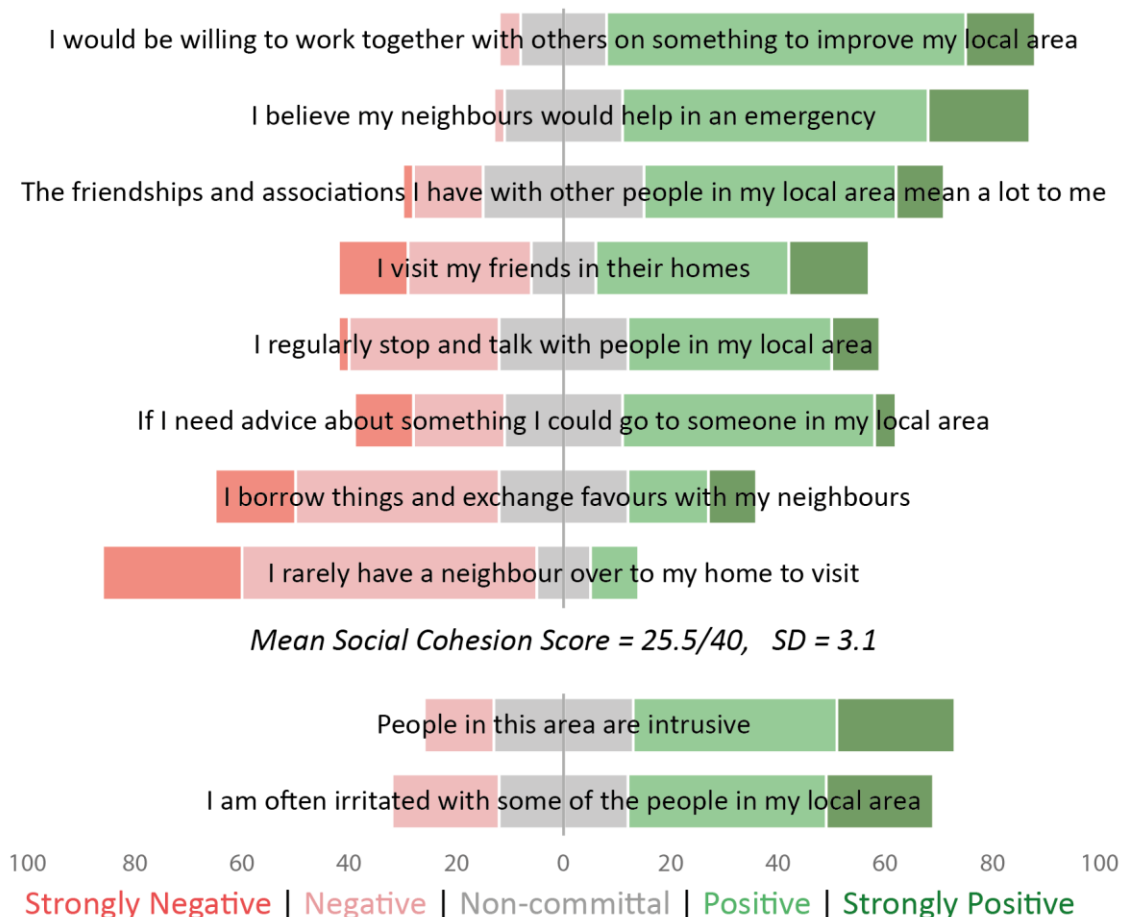 I would be willing to work together with others on something to improve my local area
I believe my neighbours would help in an emergency
The friendships and associations I have with other people in my local area mean a lot to me
I visit my friends in their homes
I regularly stop and talk with people in my local area
If I need advice about something I could go to someone in my local area
I borrow things and exchange favours with my neighbours
I rarely have a neighbour over to my home to visit
Mean Social Cohesion Score = 25.5/40, SD = 3.1
People in this area are intrusive
I am often irritated with some of the people in my local area
100 80 60 40 20 0 20 40 60 80 100
Strongly Negative | Negative | Non-committal | Positive | Strongly Positive